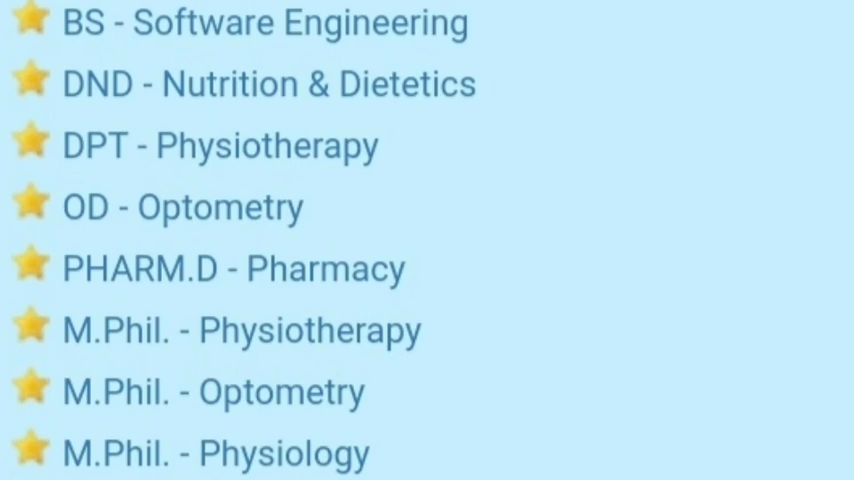 BS - Software Engineering
DND - Nutrition & Dietetics
DPT - Physiotherapy
OD - Optometry
PHARM.D - Pharmacy
M.Phil. - Physiotherapy
M.Phil. - Optometry
M.Phil. - Physiology